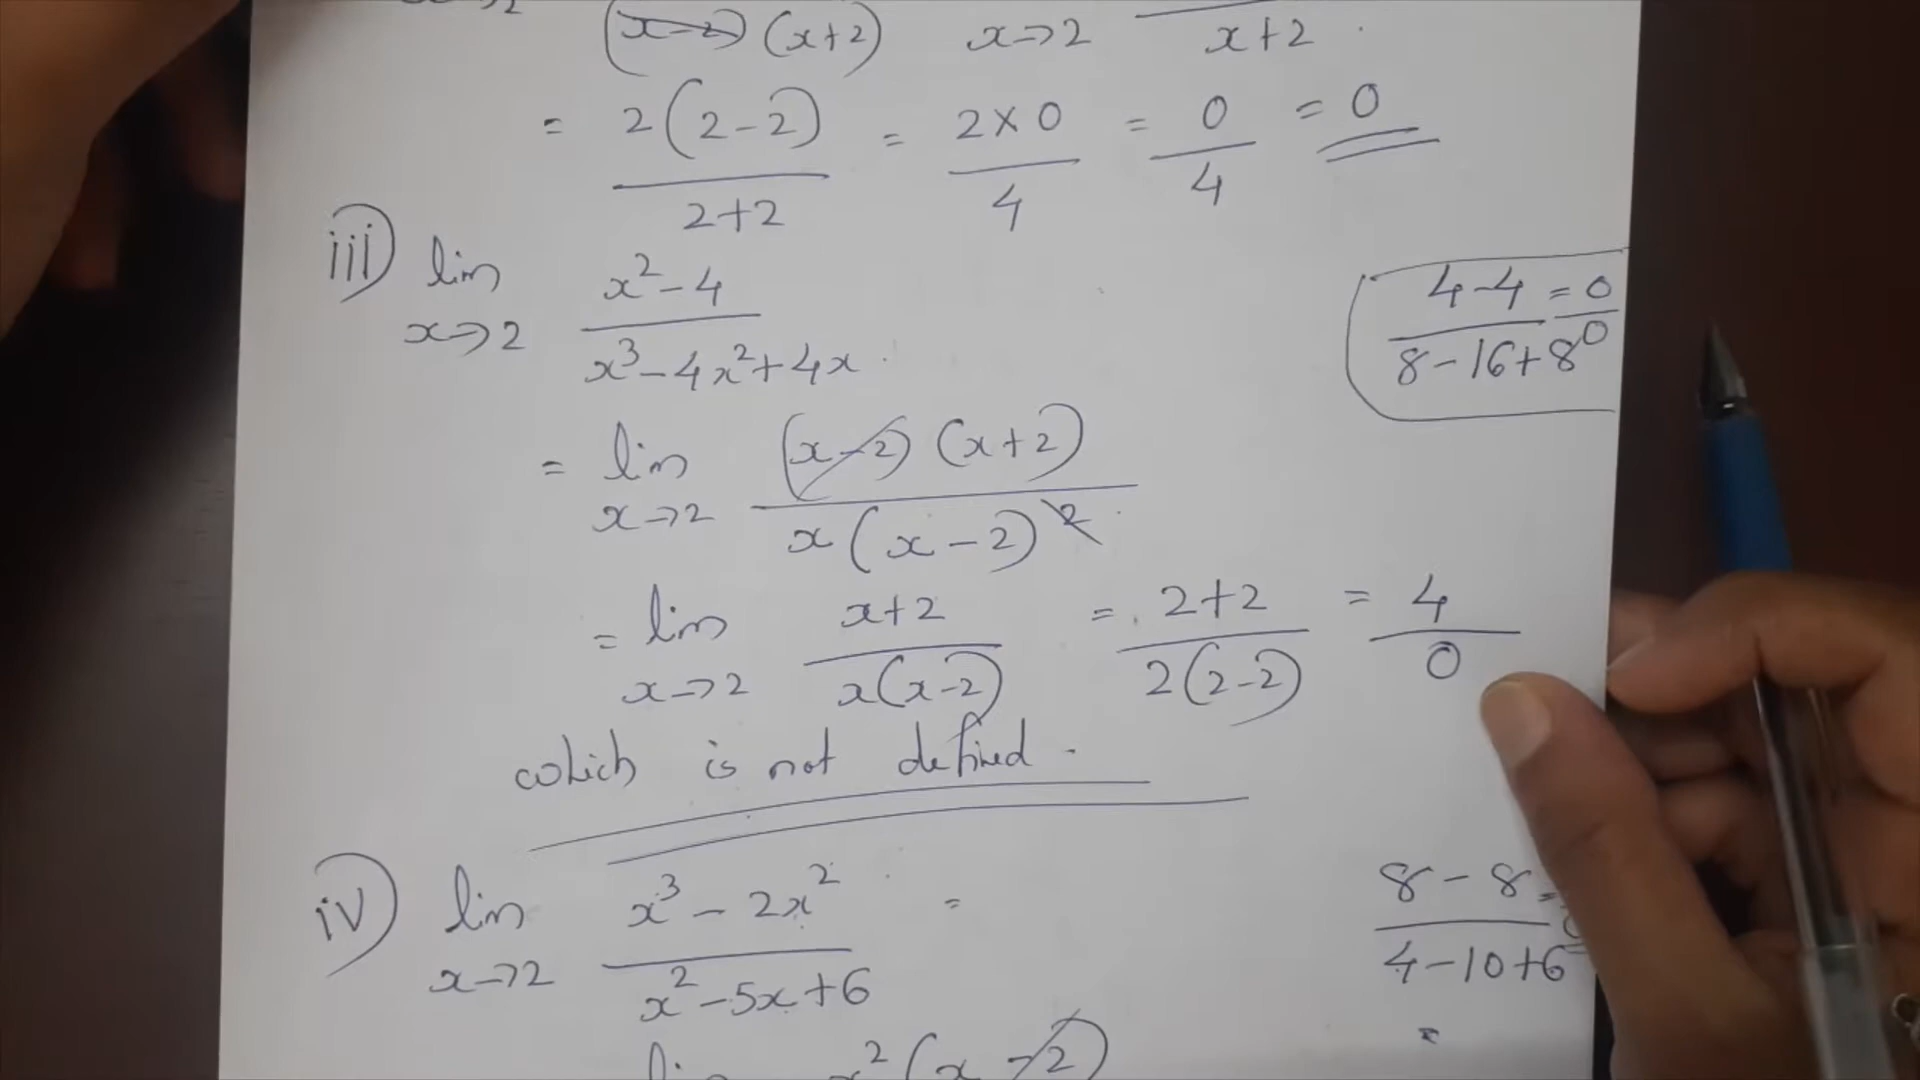 (x-2)(x+2) x→2 x+2
= 2(2-2)/2+2 = 2×0/4 = 0/4 = 0
iii) lim x→2 x²-4/x³-4x²+4x
4-4/8-16+8 = 0/0
= lim x→2 (x-2)(x+2)/x(x-2)²
= lim x→2 x+2/x(x-2) = 2+2/2(2-2) = 4/0
which is not defined.
iv) lim x→2 x³-2x²/x²-5x+6 =
8-8/4-10+6 =
x²(x-2)